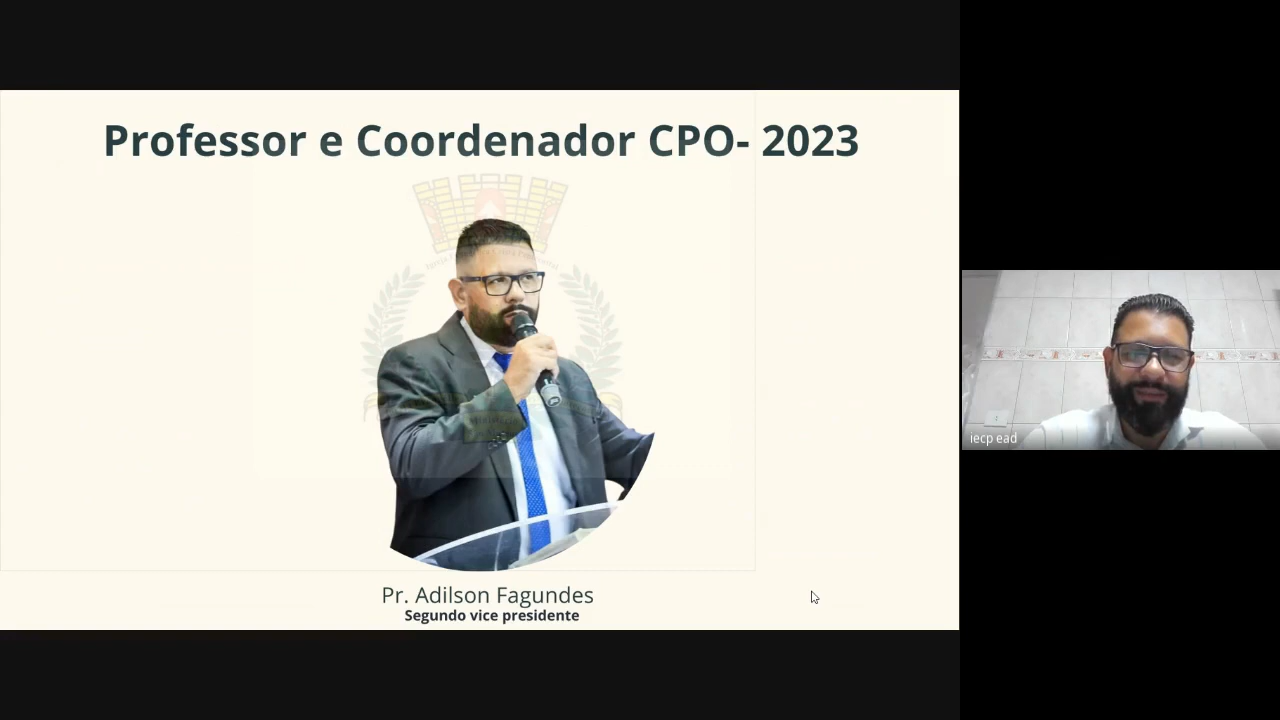 Professor e Coordenador CPO- 2023
Pr. Adilson Fagundes
Segundo vice presidente
iecp ead